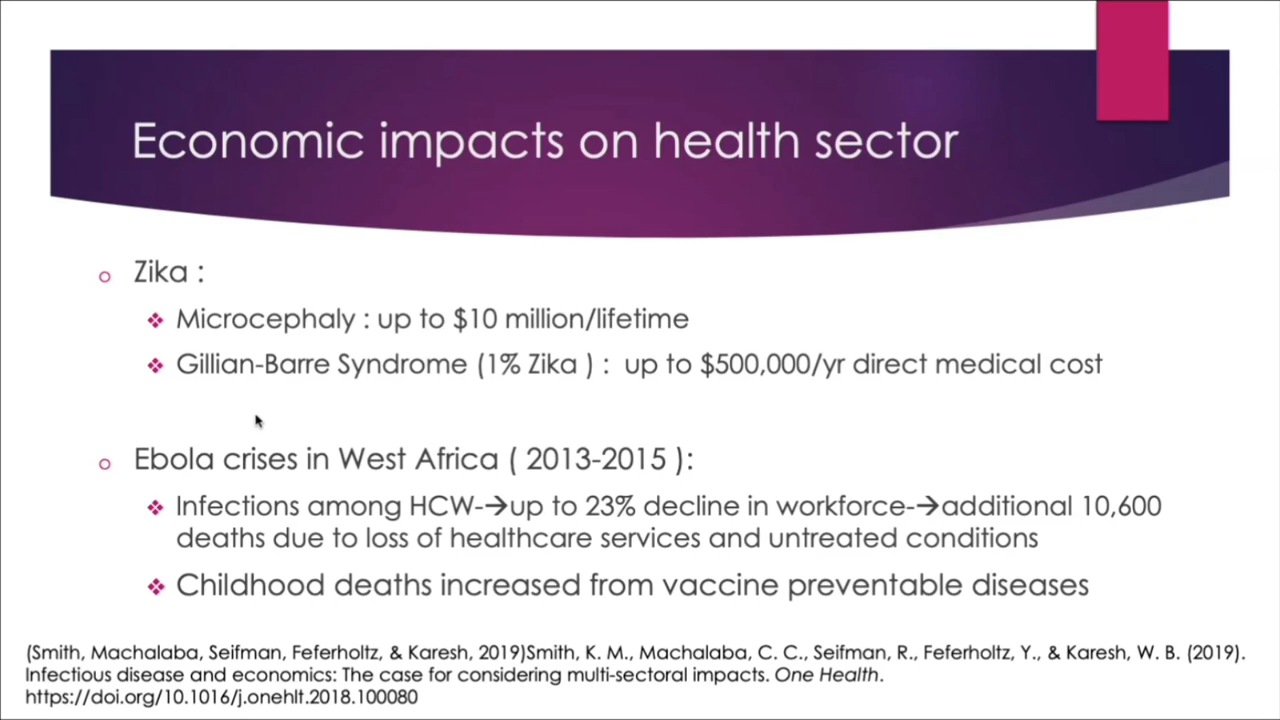 Economic impacts on health sector
Zika :
Microcephaly : up to $10 million/lifetime
Gillian-Barre Syndrome (1% Zika ) :  up to $500,000/yr direct medical cost
Ebola crises in West Africa ( 2013-2015 ):
Infections among HCW-→up to 23% decline in workforce-→additional 10,600
deaths due to loss of healthcare services and untreated conditions
Childhood deaths increased from vaccine preventable diseases
(Smith, Machalaba, Seifman, Feferholtz, & Karesh, 2019)Smith, K. M., Machalaba, C. C., Seifman, R., Feferholtz, Y., & Karesh, W. B. (2019).
Infectious disease and economics: The case for considering multi-sectoral impacts. One Health.
https://doi.org/10.1016/j.onehlt.2018.100080